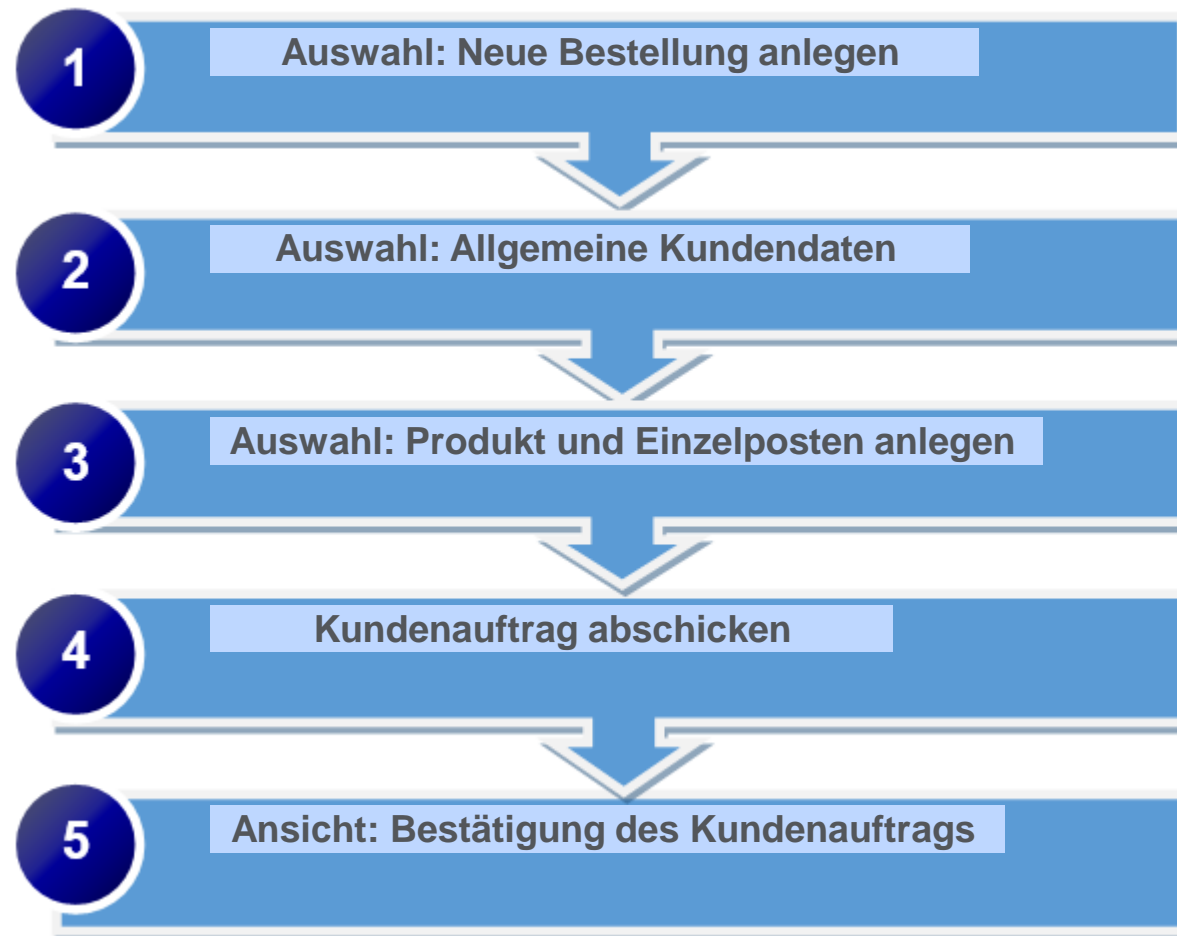 1
Auswahl: Neue Bestellung anlegen
2
Auswahl: Allgemeine Kundendaten
3
Auswahl: Produkt und Einzelposten anlegen
4
Kundenauftrag abschicken
5
Ansicht: Bestätigung des Kundenauftrags